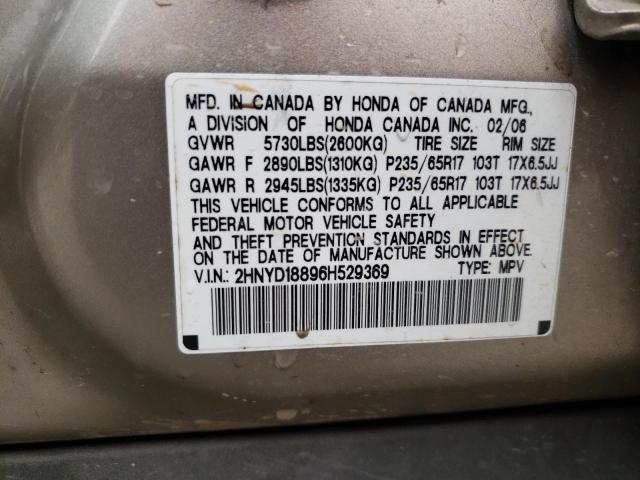 MFD. IN CANADA BY HONDA OF CANADA MFG.,
A DIVISION OF HONDA CANADA INC. 02/06
GVWR 5730LBS(2600KG) TIRE SIZE RIM SIZE
GAWR F 2890LBS(1310KG) P235/65R17 103T 17X6.5JJ
GAWR R 2945LBS(1335KG) P235/65R17 103T 17X6.5JJ
THIS VEHICLE CONFORMS TO ALL APPLICABLE
FEDERAL MOTOR VEHICLE SAFETY
AND THEFT PREVENTION STANDARDS IN EFFECT
ON THE DATE OF MANUFACTURE SHOWN ABOVE.
V.I.N.: 2HNYD18896H529369 TYPE: MPV